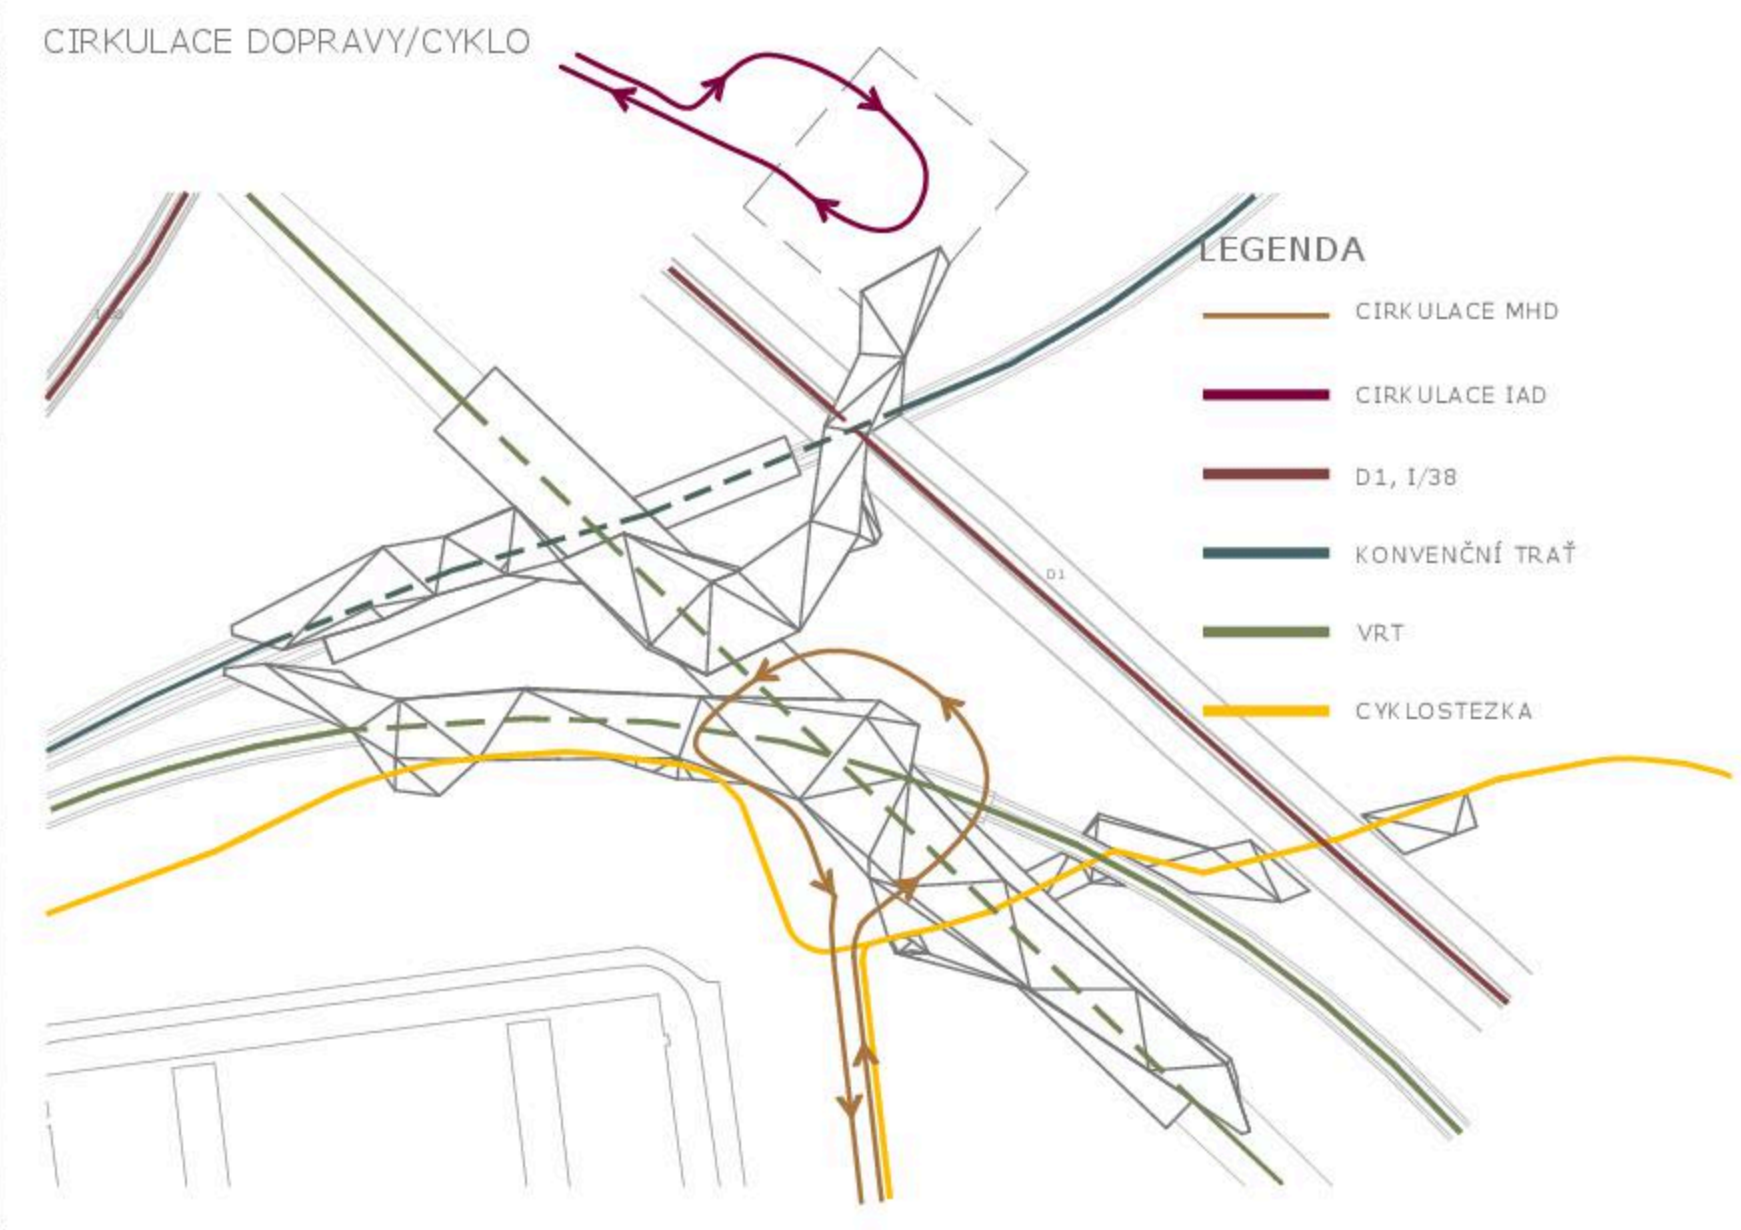 CIRKULACE DOPRAVY/CYKLO
LEGENDA
CIRKULACE MHD
CIRKULACE IAD
D1, I/38
KONVENČNÍ TRAŤ
VRT
CYKLOSTEZKA
D1